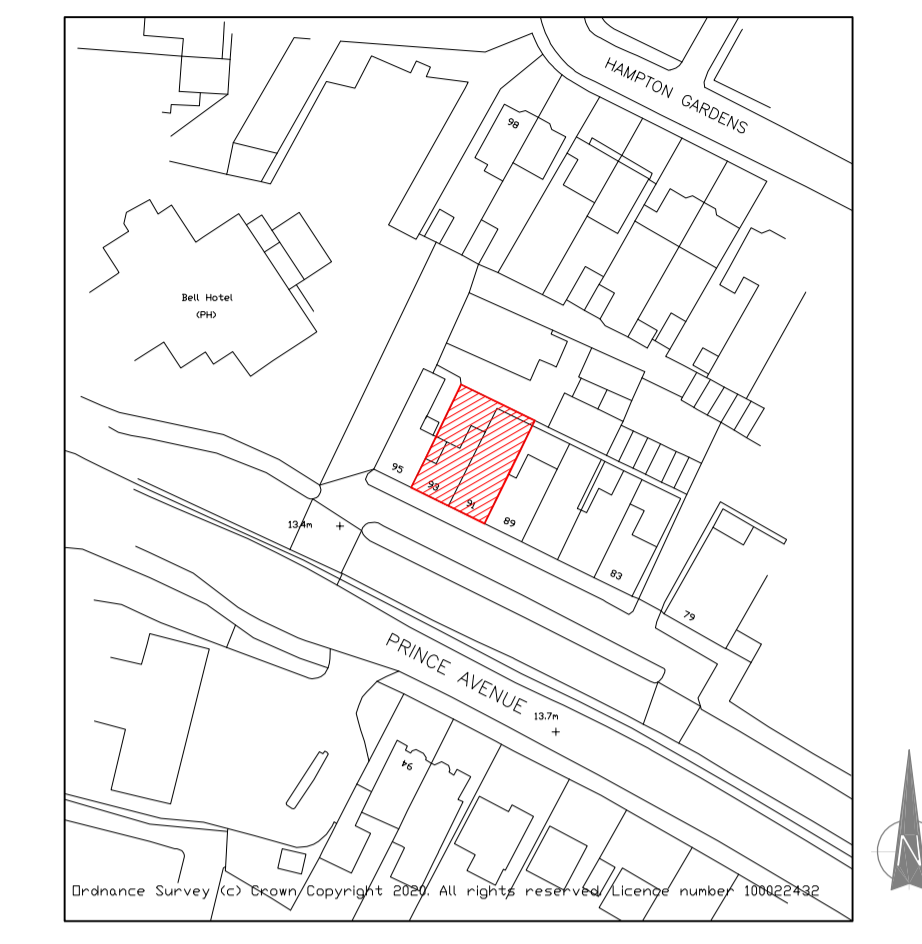 HAMPTON GARDENS
98
Bell Hotel
(PH)
95
93
91
89
83
79
13.4m
PRINCE AVENUE
13.7m
94
N
Ordnance Survey (c) Crown Copyright 2020. All rights reserved. Licence number 100022432